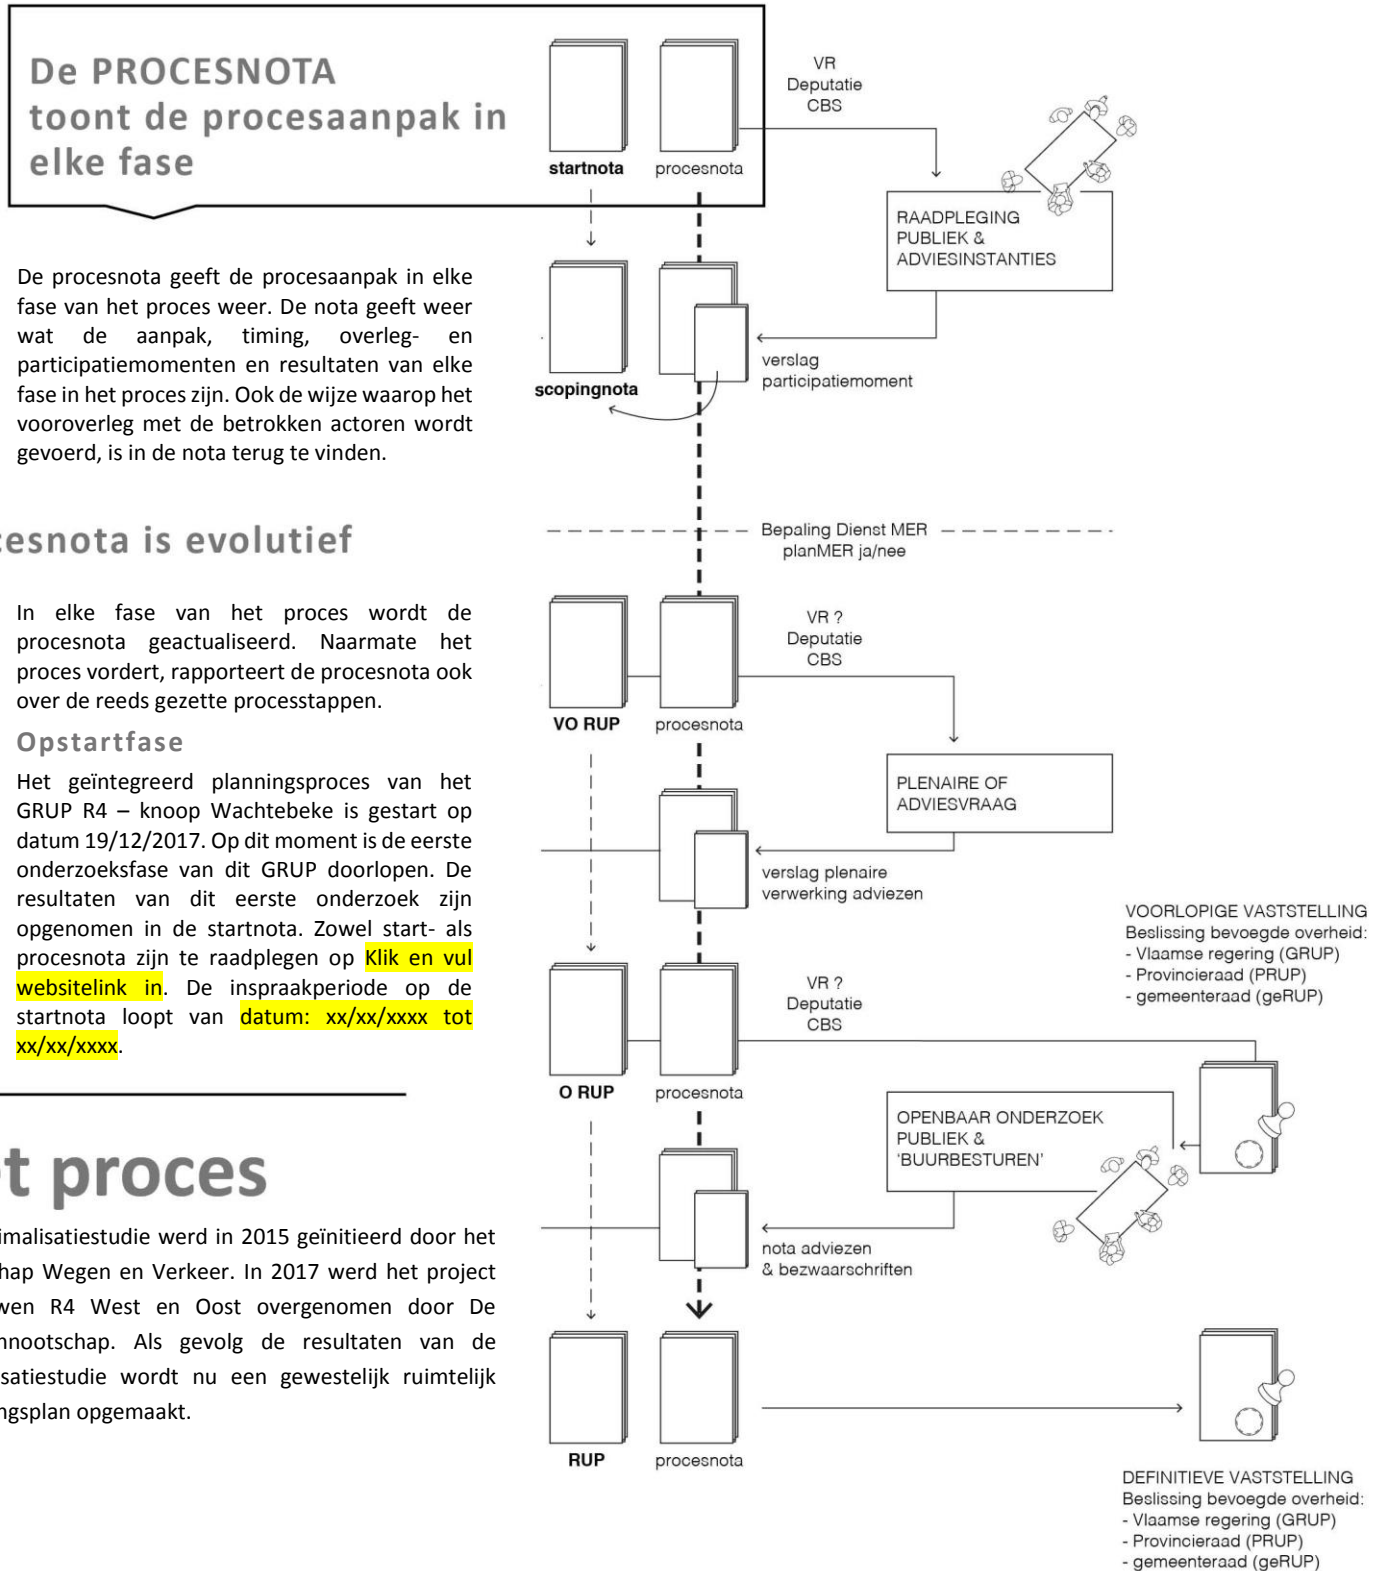 De PROCESNOTA
toont de procesaanpak in
elke fase
De procesnota geeft de procesaanpak in elke
fase van het proces weer. De nota geeft weer
wat de aanpak, timing, overleg- en
participatiemomenten en resultaten van elke
fase in het proces zijn. Ook de wijze waarop het
vooroverleg met de betrokken actoren wordt
gevoerd, is in de nota terug te vinden.
cesnota is evolutief
In elke fase van het proces wordt de
procesnota geactualiseerd. Naarmate het
proces vordert, rapporteert de procesnota ook
over de reeds gezette processtappen.
Opstartfase
Het geïntegreerd planningsproces van het
GRUP R4 – knoop Wachtebeke is gestart op
datum 19/12/2017. Op dit moment is de eerste
onderzoeksfase van dit GRUP doorlopen. De
resultaten van dit eerste onderzoek zijn
opgenomen in de startnota. Zowel start- als
procesnota zijn te raadplegen op Klik en vul
websitelink in. De inspraakperiode op de
startnota loopt van datum: xx/xx/xxxx tot
xx/xx/xxxx.
t proces
imalisatiestudie werd in 2015 geïnitieerd door het
hap Wegen en Verkeer. In 2017 werd het project
wen R4 West en Oost overgenomen door De
nnootschap. Als gevolg de resultaten van de
satiestudie wordt nu een gewestelijk ruimtelijk
ngsplan opgemaakt.
startnota
procesnota
VR
Deputatie
CBS
RAADPLEGING
PUBLIEK &
ADVIESINSTANTIES
verslag
participatiemoment
scopingnota
Bepaling Dienst MER
planMER ja/nee
VR ?
Deputatie
CBS
VO RUP
procesnota
PLENAIRE OF
ADVIESVRAAG
verslag plenaire
verwerking adviezen
VOORLOPIGE VASTSTELLING
Beslissing bevoegde overheid:
- Vlaamse regering (GRUP)
- Provincieraad (PRUP)
- gemeenteraad (geRUP)
VR ?
Deputatie
CBS
O RUP
procesnota
OPENBAAR ONDERZOEK
PUBLIEK &
'BUURBESTUREN'
nota adviezen
& bezwaarschriften
RUP
procesnota
DEFINITIEVE VASTSTELLING
Beslissing bevoegde overheid:
- Vlaamse regering (GRUP)
- Provincieraad (PRUP)
- gemeenteraad (geRUP)